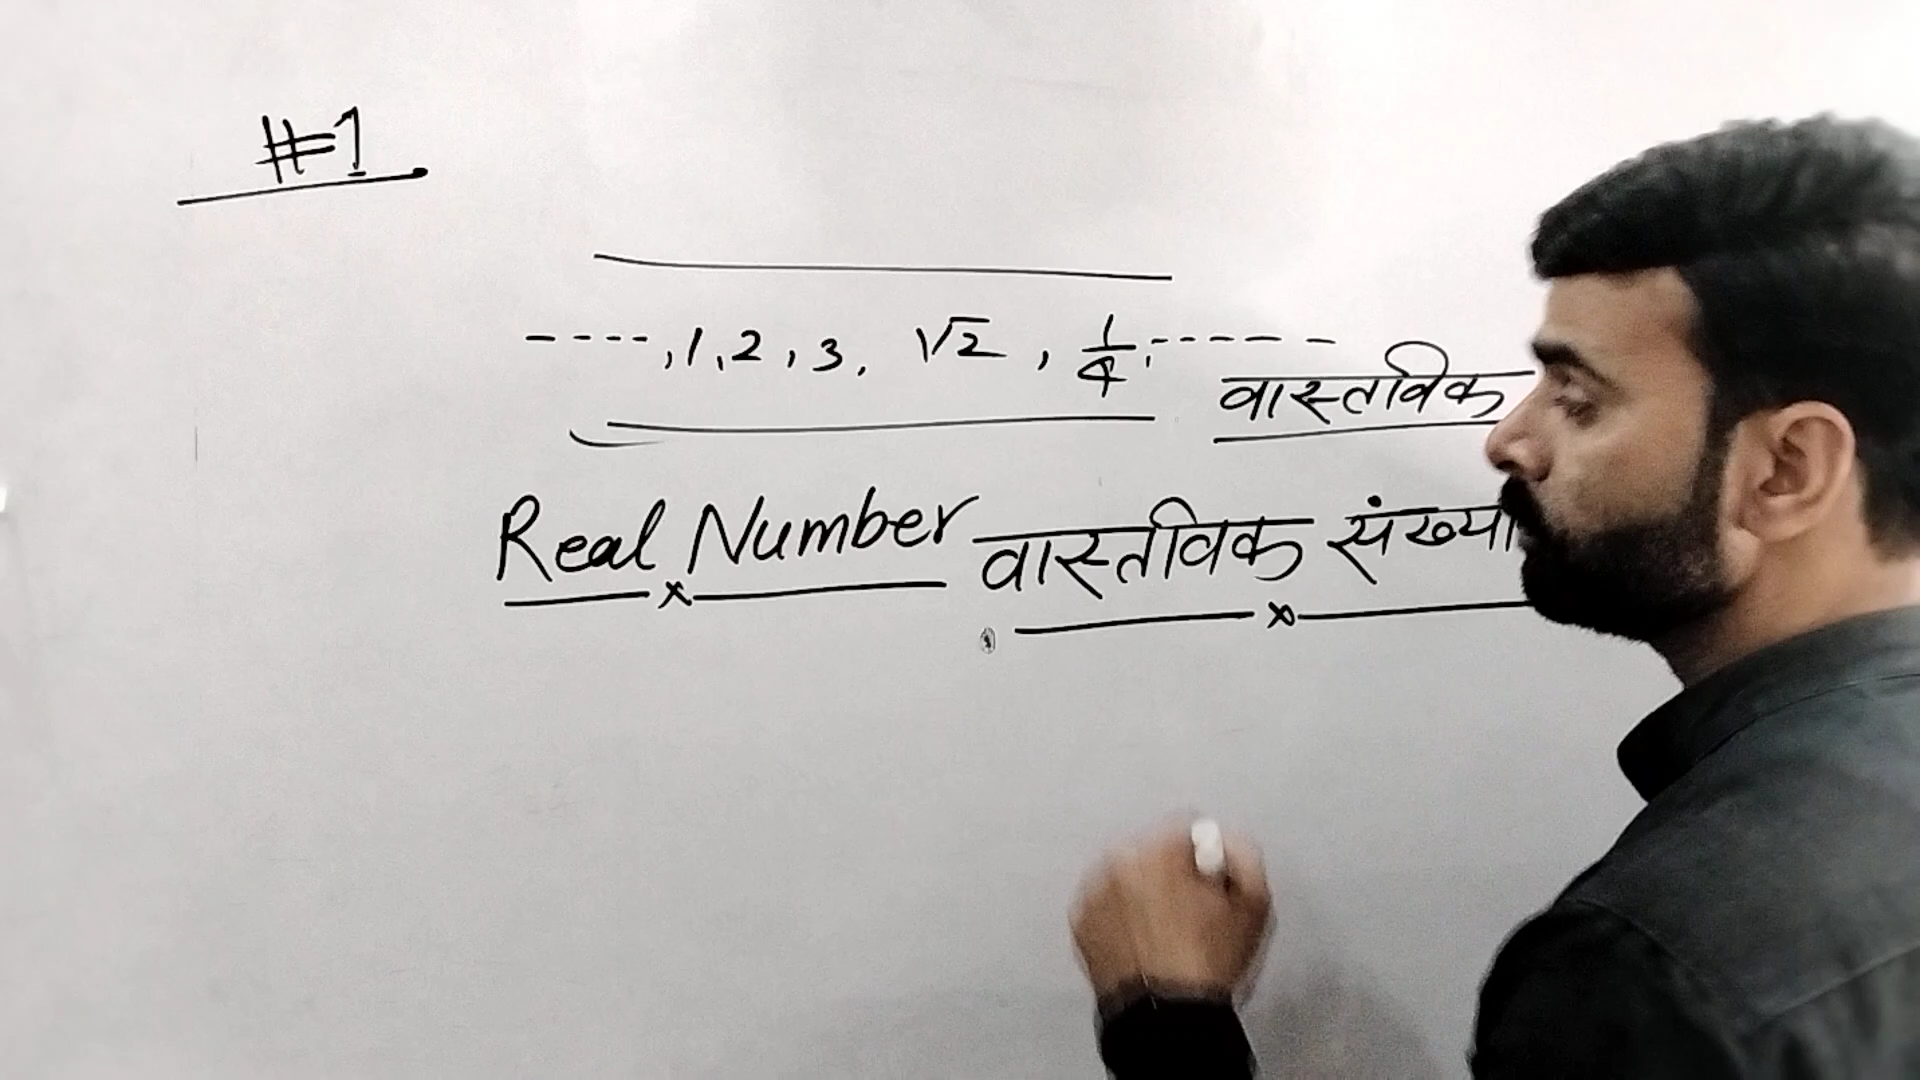 #1
----, 1, 2, 3, √2, 1/4, ------
वास्तविक
Real Number वास्तविक संख्या